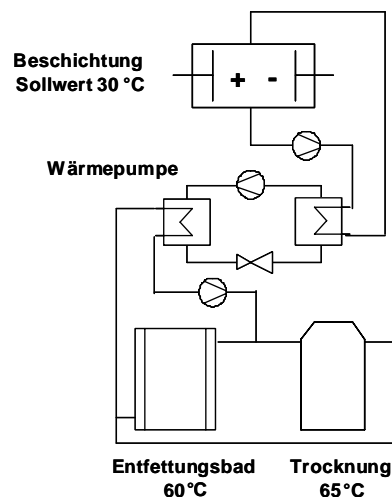 Beschichtung
Sollwert 30 °C
+ -
Wärmepumpe
Entfettungsbad
60°C
Trocknung
65°C